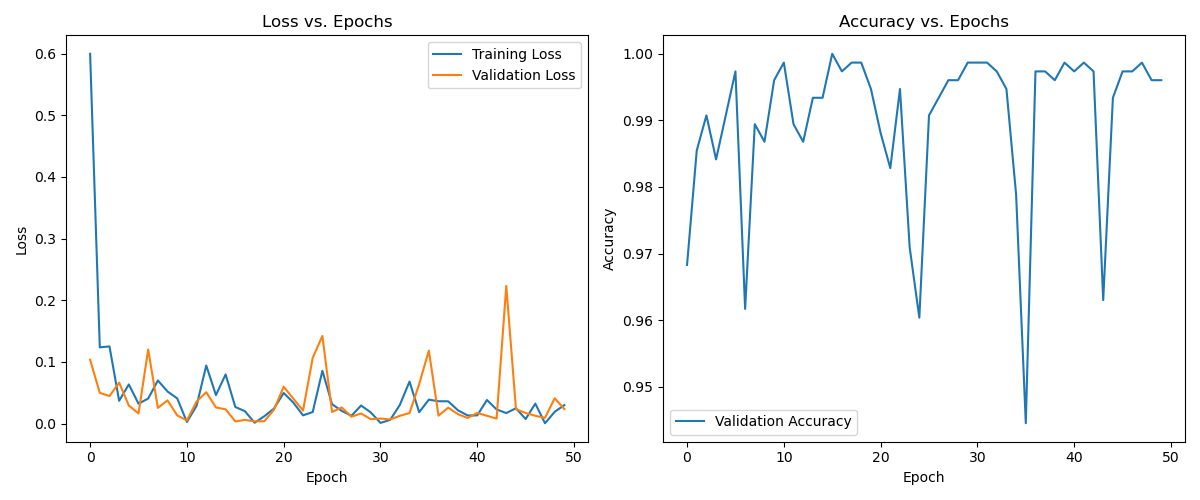 Loss vs. Epochs
Training Loss
Validation Loss
0.6
0.5
0.4
0.3
0.2
0.1
0.0
Loss
0 10 20 30 40 50
Epoch
Accuracy vs. Epochs
1.00
0.99
0.98
0.97
0.96
0.95
Accuracy
Validation Accuracy
0 10 20 30 40 50
Epoch